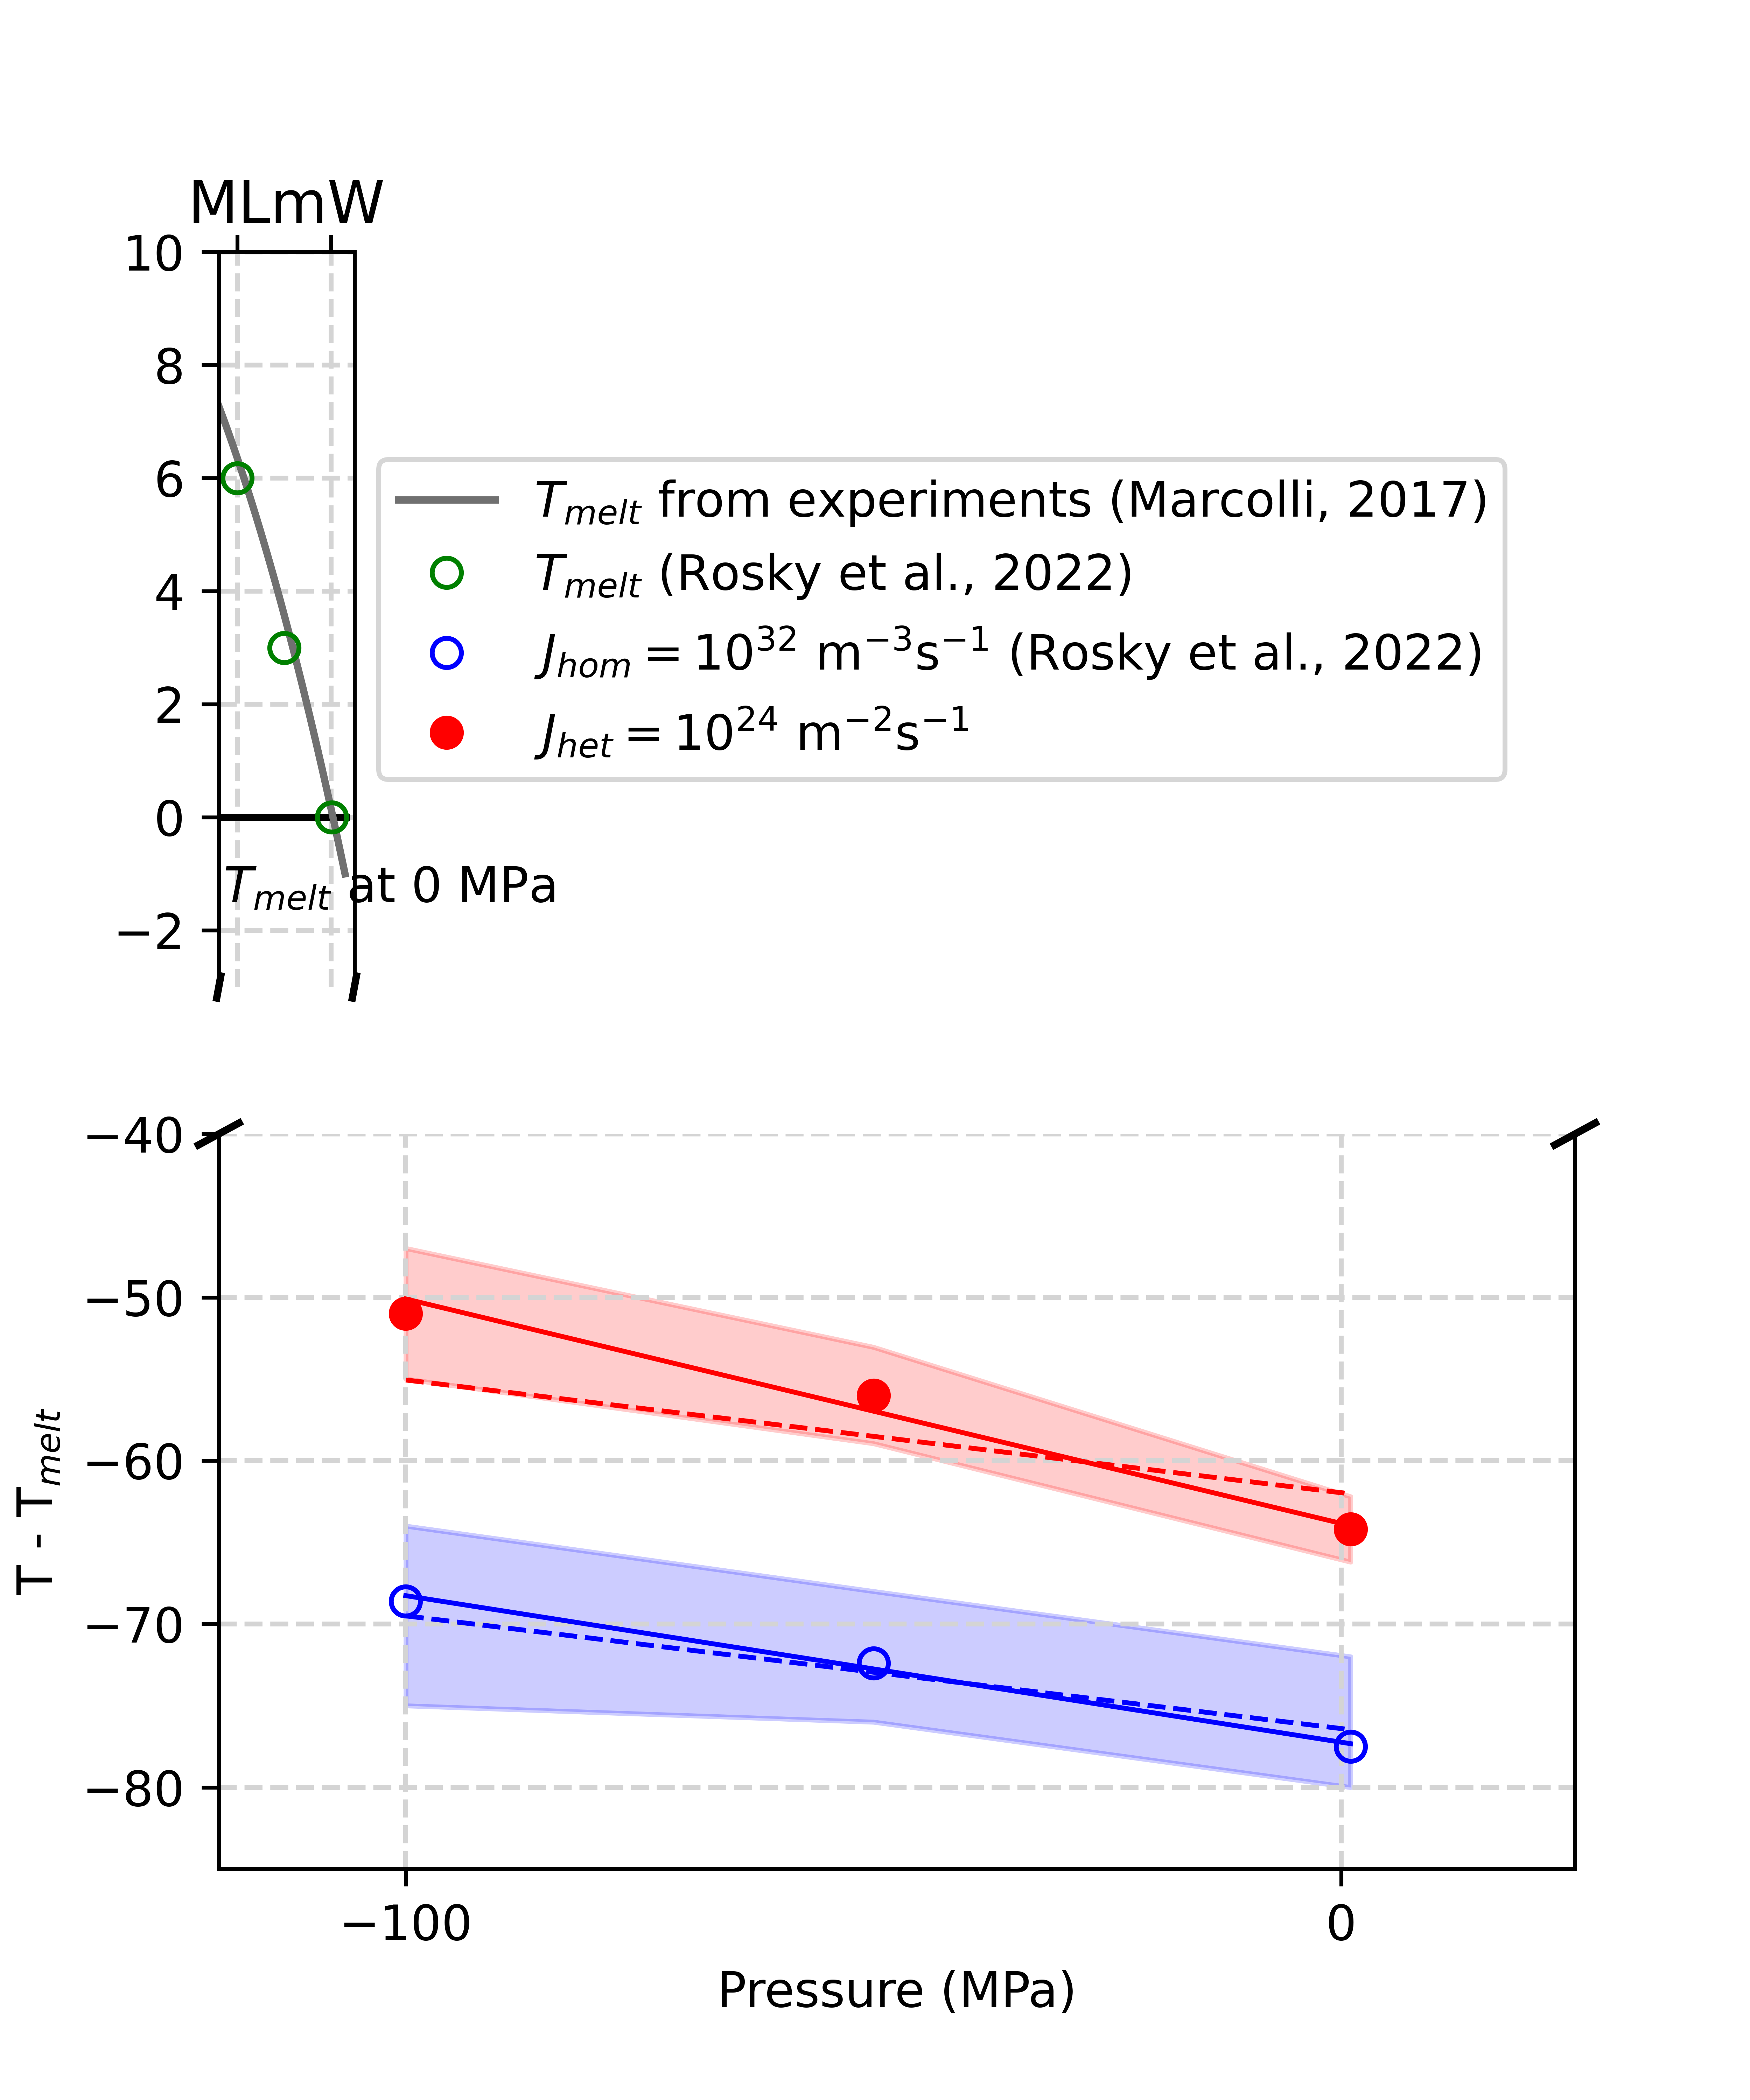 MLmW
10
8
6
4
2
0
−2
T_melt from experiments (Marcolli, 2017)
T_melt (Rosky et al., 2022)
J_hom = 10^32 m^−3s^−1 (Rosky et al., 2022)
J_het = 10^24 m^−2s^−1
T_melt at 0 MPa
−40
−50
−60
−70
−80
T - T_melt
−100 0
Pressure (MPa)